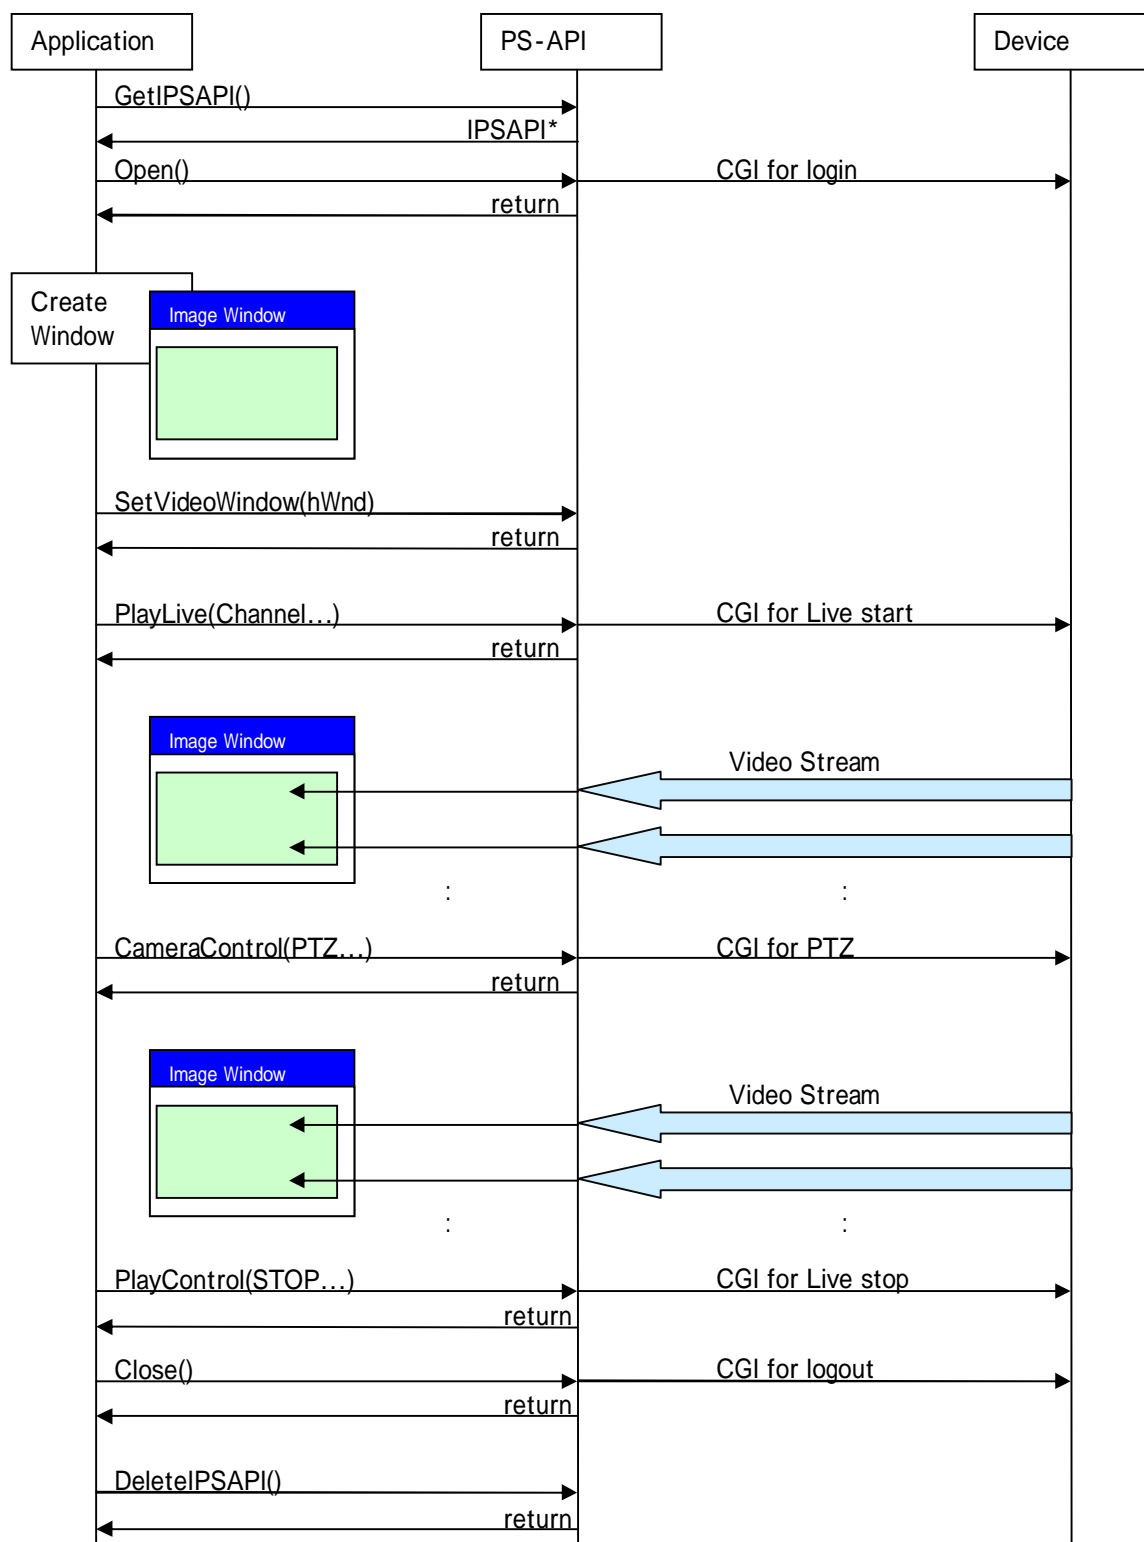 Application
PS-API
Device
GetIPSAPI()
IPSAPI*
Open()
CGI for login
return
Create
Window
Image Window
SetVideoWindow(hWnd)
return
PlayLive(Channel...)
CGI for Live start
return
Image Window
Video Stream
:
:
CameraControl(PTZ...)
CGI for PTZ
return
Image Window
Video Stream
:
:
PlayControl(STOP...)
CGI for Live stop
return
Close()
CGI for logout
return
DeleteIPSAPI()
return